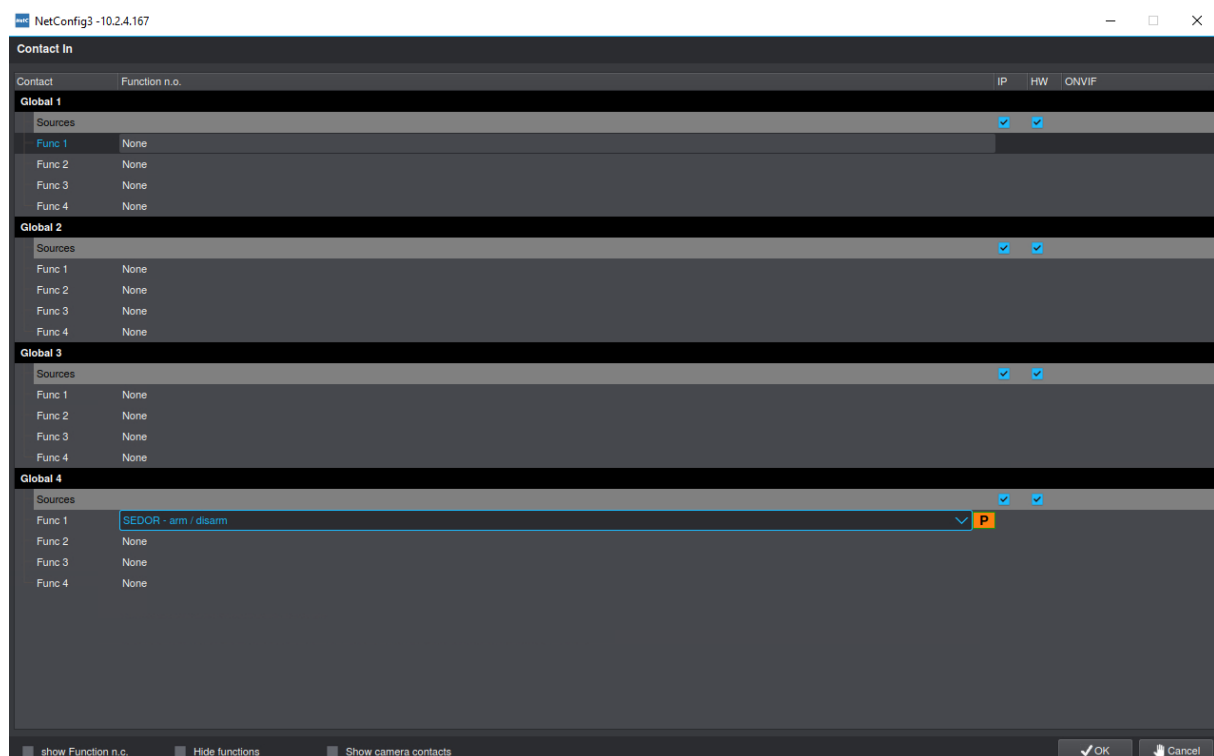 NetConfig3 -10.2.4.167
Contact In
Contact Function n.o. IP HW ONVIF
Global 1
Sources
Func 1 None
Func 2 None
Func 3 None
Func 4 None
Global 2
Sources
Func 1 None
Func 2 None
Func 3 None
Func 4 None
Global 3
Sources
Func 1 None
Func 2 None
Func 3 None
Func 4 None
Global 4
Sources
Func 1 SEDOR - arm / disarm P
Func 2 None
Func 3 None
Func 4 None
show Function n.c. Hide functions Show camera contacts OK Cancel